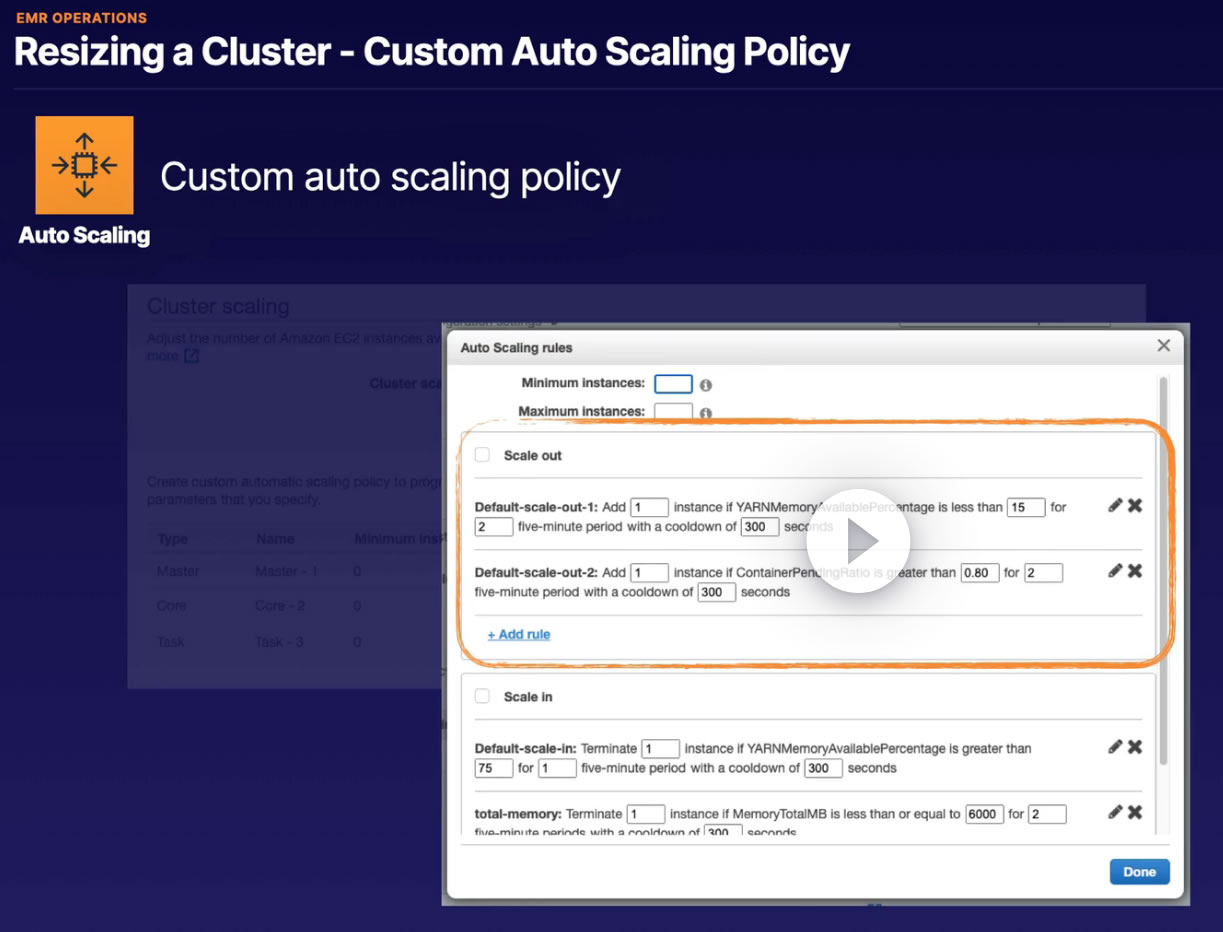 EMR OPERATIONS
Resizing a Cluster - Custom Auto Scaling Policy
Custom auto scaling policy
Auto Scaling
Cluster scaling
Adjust the number of Amazon EC2 instances av
more
Cluster sca
Create custom automatic scaling policy to prog
parameters that you specify.
Type Name Minimum ins
Master Master - 1 0
Core Core - 2 0
Task Task - 3 0
Auto Scaling rules
Minimum instances:
Maximum instances:
Scale out
Default-scale-out-1: Add 1 instance if YARNMemoryAvailablePercentage is less than 15 for
2 five-minute period with a cooldown of 300 seconds
Default-scale-out-2: Add 1 instance if ContainerPendingRatio is greater than 0.80 for 2
five-minute period with a cooldown of 300 seconds
+ Add rule
Scale in
Default-scale-in: Terminate 1 instance if YARNMemoryAvailablePercentage is greater than
75 for 1 five-minute period with a cooldown of 300 seconds
total-memory: Terminate 1 instance if MemoryTotalMB is less than or equal to 6000 for 2
five-minute periods with a cooldown of 300 seconds
Done